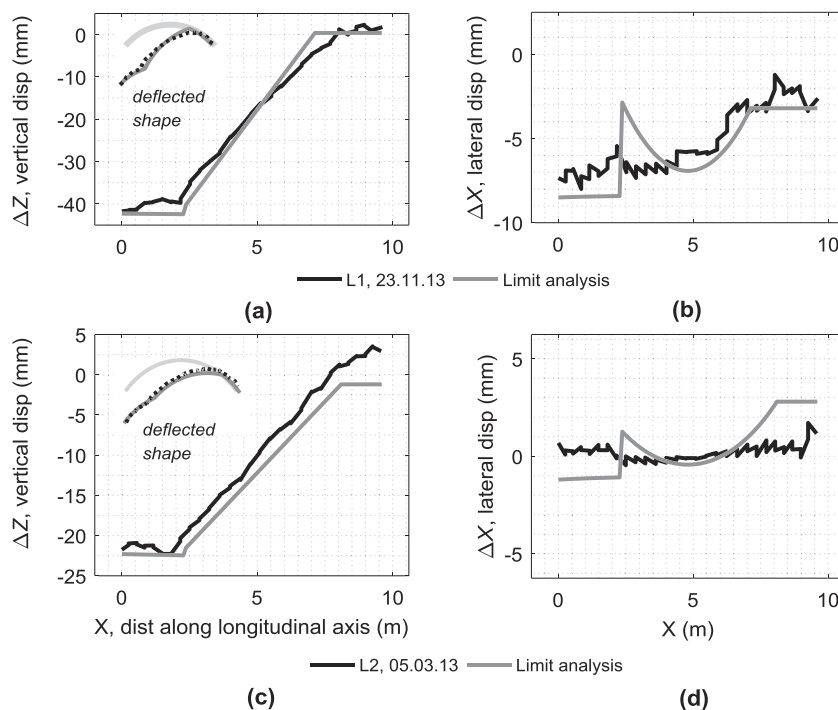 0
-10
-20
-30
-40
ΔZ, vertical disp (mm)
deflected
shape
0 5 10
0
-5
-10
ΔX, lateral disp (mm)
0 5 10
L1, 23.11.13 Limit analysis
(a) (b)
5
0
-5
-10
-15
-20
-25
ΔZ, vertical disp (mm)
deflected
shape
0 5 10
X, dist along longitudinal axis (m)
5
0
-5
ΔX, lateral disp (mm)
0 5 10
X (m)
L2, 05.03.13 Limit analysis
(c) (d)